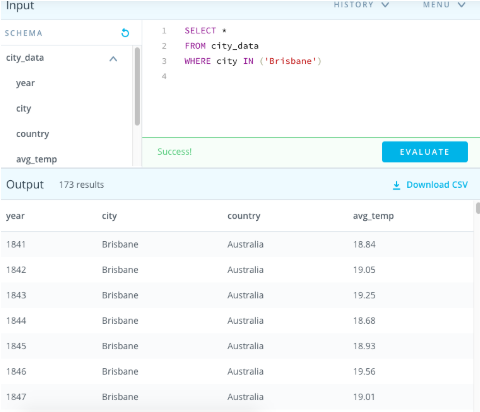 Input
HISTORY
MENU
SCHEMA
city_data
year
city
country
avg_temp
1 SELECT *
2 FROM city_data
3 WHERE city IN ('Brisbane')
4
Success!
EVALUATE
Output 173 results
Download CSV
year city country avg_temp
1841 Brisbane Australia 18.84
1842 Brisbane Australia 19.05
1843 Brisbane Australia 19.25
1844 Brisbane Australia 18.68
1845 Brisbane Australia 18.93
1846 Brisbane Australia 19.56
1847 Brisbane Australia 19.01